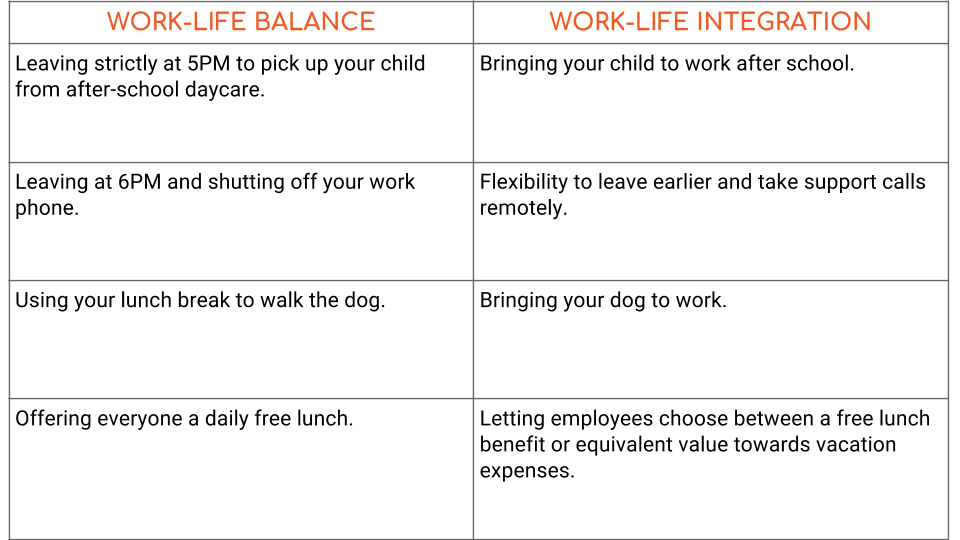 WORK-LIFE BALANCE
WORK-LIFE INTEGRATION
Leaving strictly at 5PM to pick up your child
from after-school daycare.
Bringing your child to work after school.
Leaving at 6PM and shutting off your work
phone.
Flexibility to leave earlier and take support calls
remotely.
Using your lunch break to walk the dog.
Bringing your dog to work.
Offering everyone a daily free lunch.
Letting employees choose between a free lunch
benefit or equivalent value towards vacation
expenses.